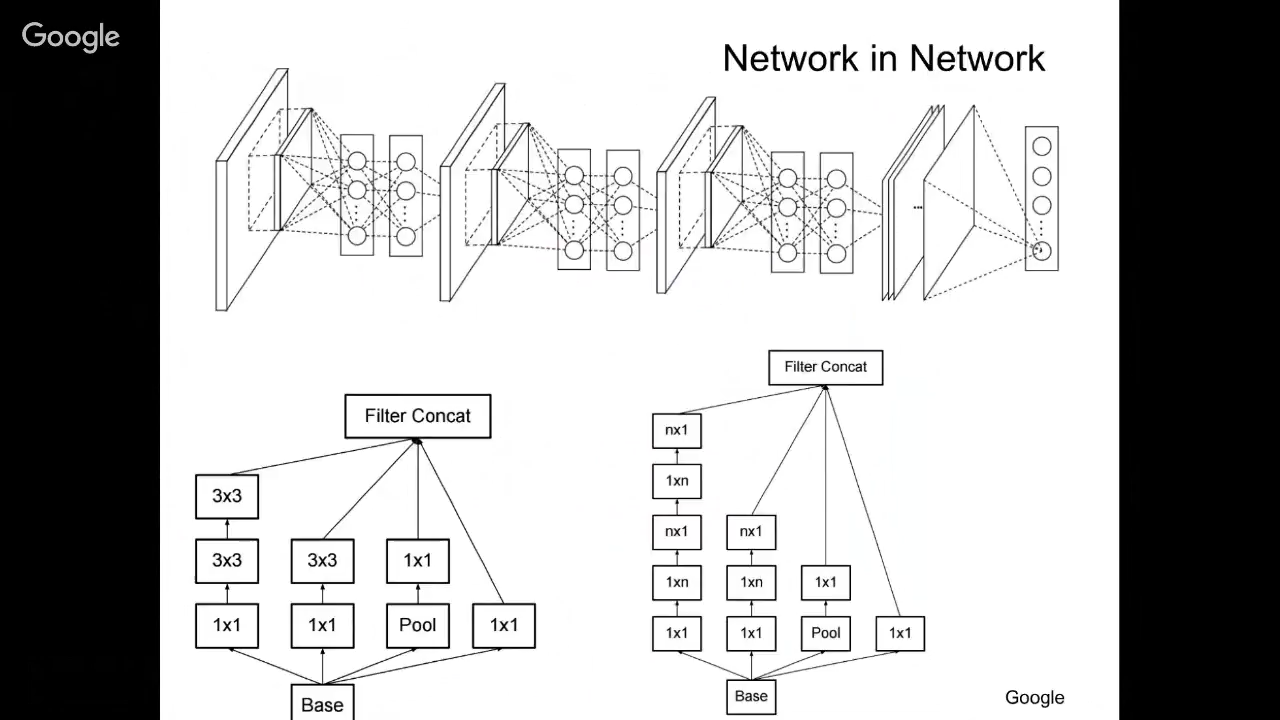 Google
Network in Network
Filter Concat
3x3
3x3
3x3
1x1
1x1
1x1
Pool
1x1
Base
Filter Concat
nx1
1xn
nx1
nx1
1xn
1xn
1x1
1x1
1x1
Pool
1x1
Base
Google